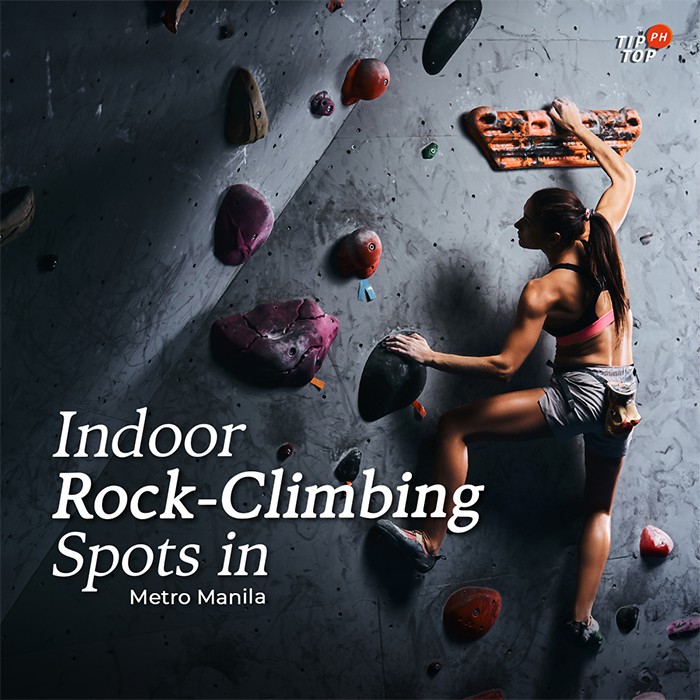 TIP PH
TOP
Indoor
Rock-Climbing
Spots in
Metro Manila